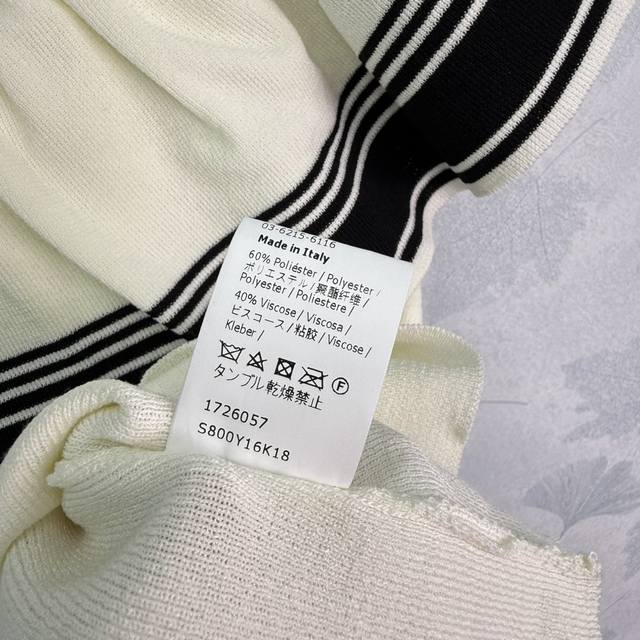 03-6215-6116
Made in Italy
60% Poliéster / Polyester /
ポリエステル / 聚酯纤维 /
Polyester / Poliestere /
40% Viscose / Viscosa /
ビスコース / 粘胶 / Viscose /
Kleber /
F
タンブル乾燥禁止
1726057
S800Y16K18